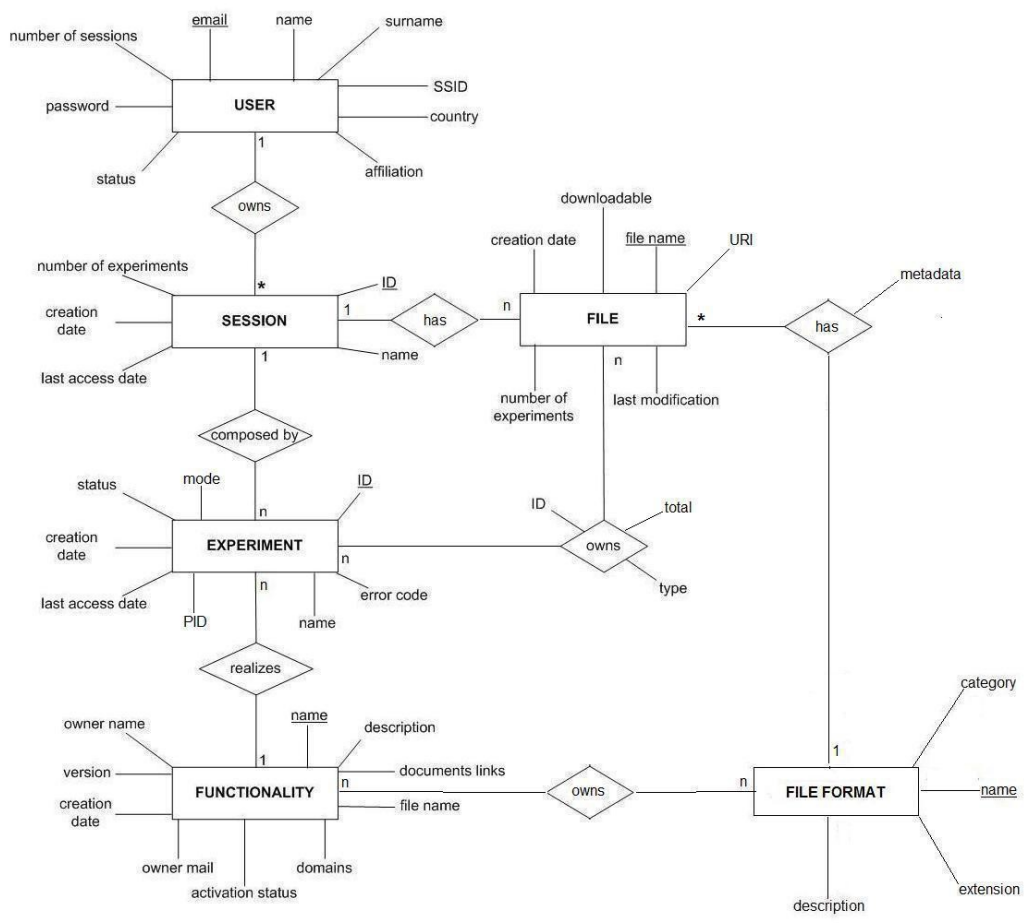 email
name
surname
number of sessions
SSID
password
USER
country
1
affiliation
status
owns
downloadable
creation date
file name
URI
number of experiments
ID
*
metadata
creation
date
SESSION
1
has
n
FILE
*
has
name
1
n
last access date
number of
experiments
last modification
composed by
status
mode
ID
n
ID
total
creation
date
EXPERIMENT
n
owns
n
type
last access date
error code
PID
name
realizes
category
owner name
name
description
1
1
version
documents links
n
n
name
creation
date
FUNCTIONALITY
file name
owns
FILE FORMAT
owner mail
domains
activation status
extension
description